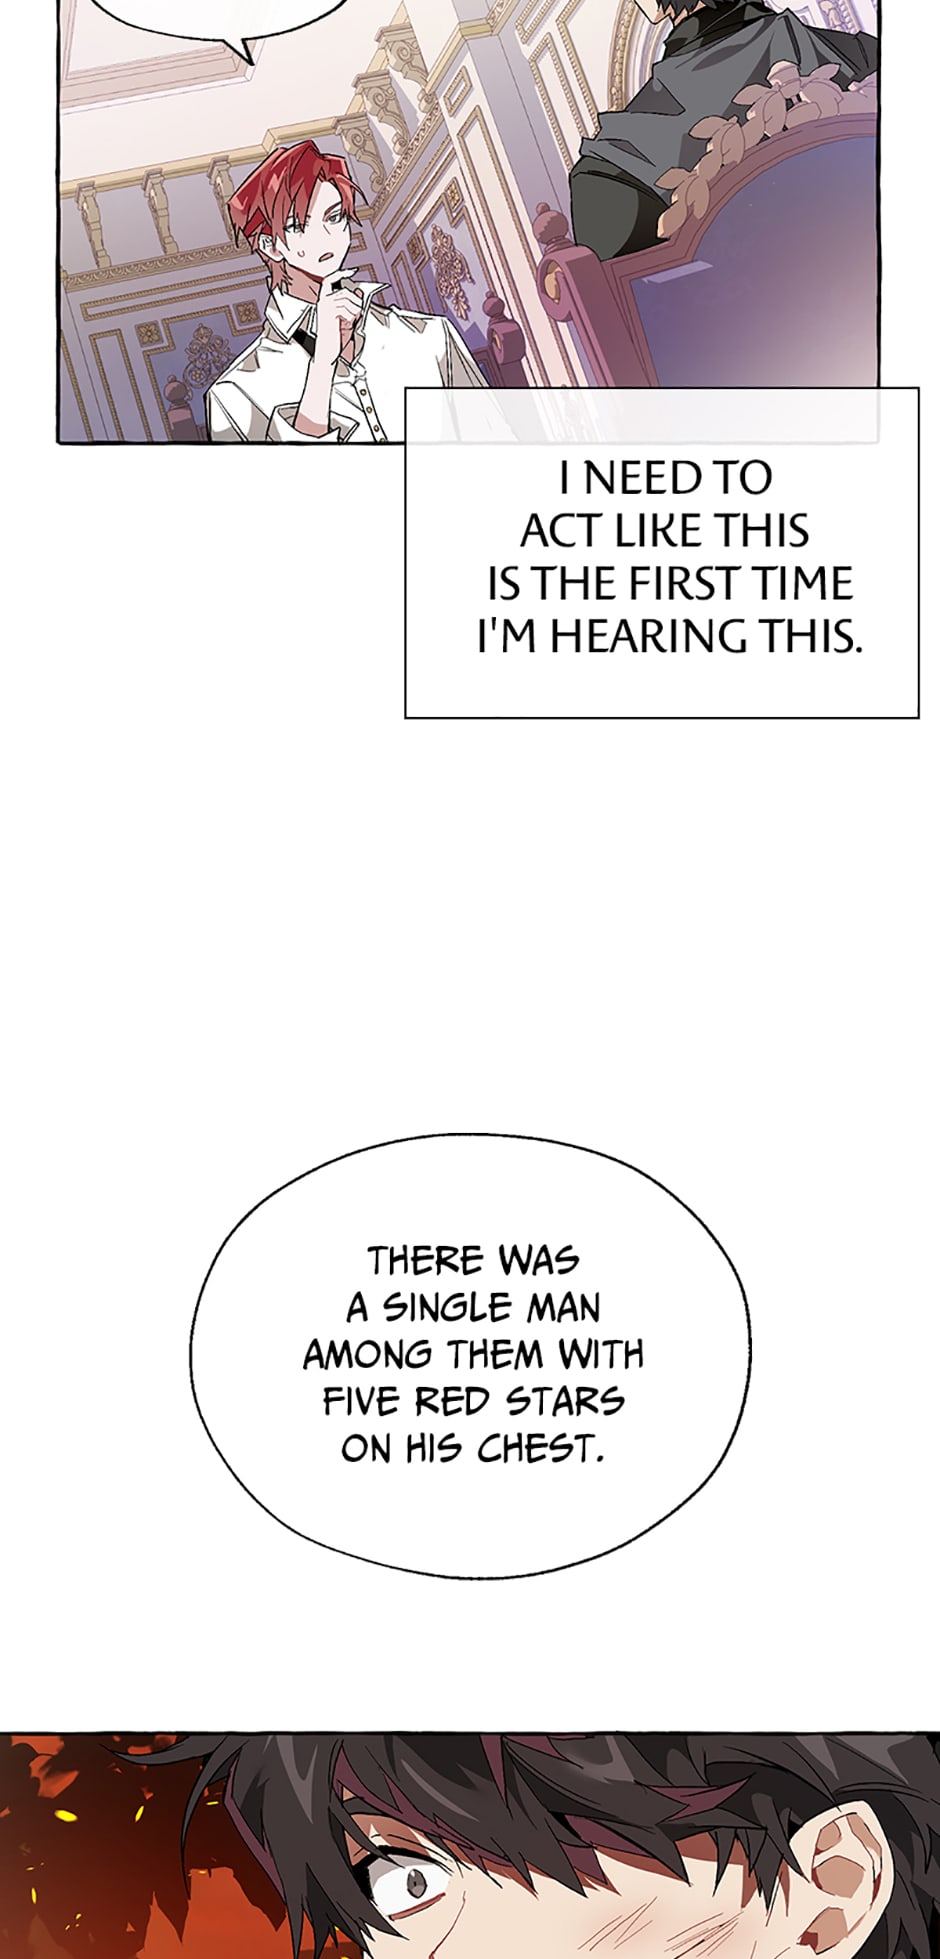 I NEED TO
ACT LIKE THIS
IS THE FIRST TIME
I'M HEARING THIS.
THERE WAS
A SINGLE MAN
AMONG THEM WITH
FIVE RED STARS
ON HIS CHEST.